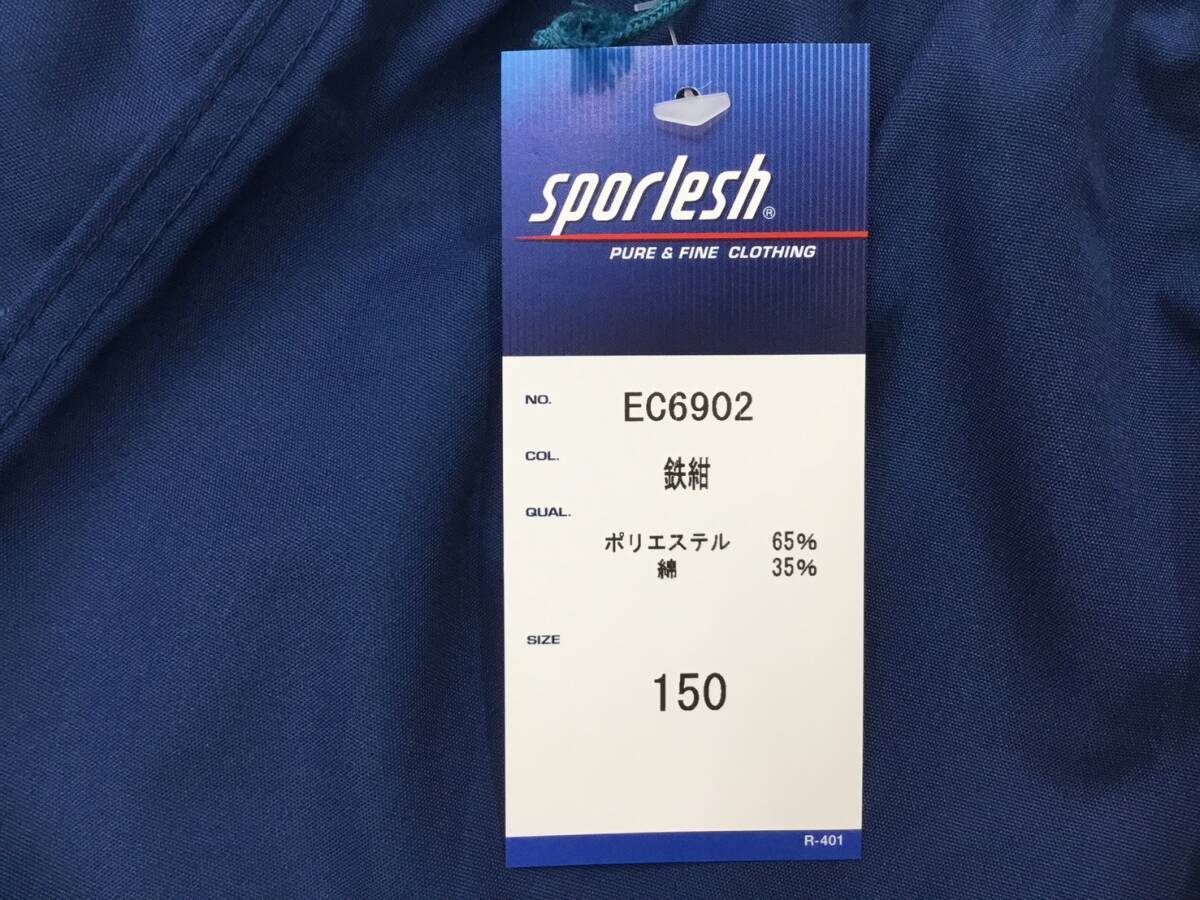 sporlesh®
PURE & FINE CLOTHING
NO. EC6902
COL. 鉄紺
QUAL.
ポリエステル 65%
綿 35%
SIZE
150
R-401